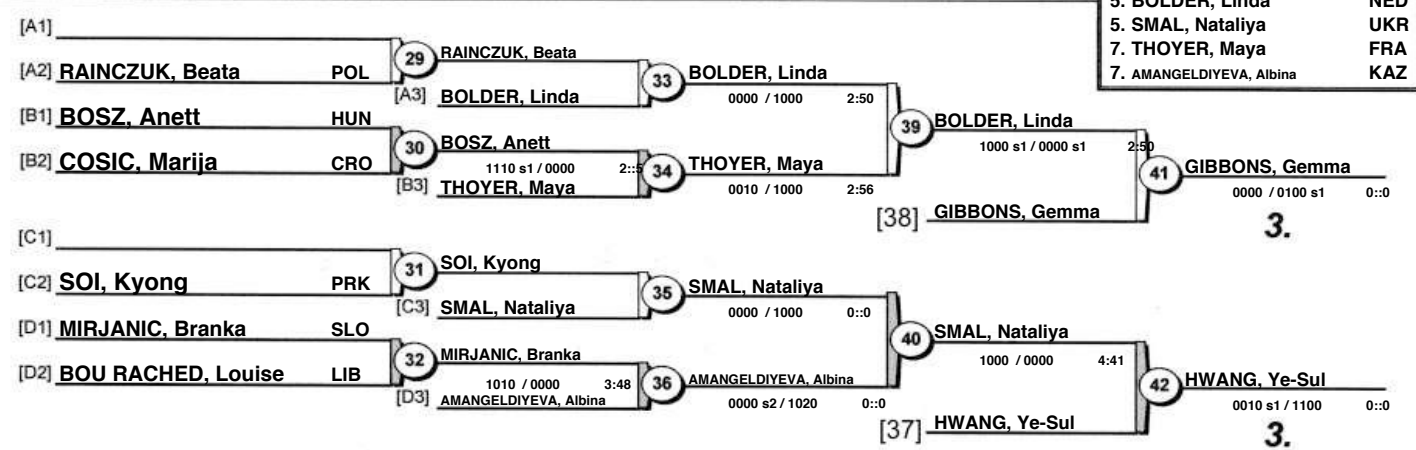 5. BOLDER, Linda NED
5. SMAL, Nataliya UKR
7. THOYER, Maya FRA
7. AMANGELDIYEVA, Albina KAZ
[A1]
29 RAINCZUK, Beata
[A2] RAINCZUK, Beata POL
33 BOLDER, Linda
0000 / 1000 2:50
[A3] BOLDER, Linda
[B1] BOSZ, Anett HUN
39 BOLDER, Linda
1000 s1 / 0000 s1 2:50
30 BOSZ, Anett
1110 s1 / 0000 2::5
[B2] COSIC, Marija CRO
34 THOYER, Maya
0010 / 1000 2:56
[B3] THOYER, Maya
41 GIBBONS, Gemma
0000 / 0100 s1 0::0
[38] GIBBONS, Gemma
3.
[C1]
31 SOI, Kyong
[C2] SOI, Kyong PRK
35 SMAL, Nataliya
0000 / 1000 0::0
[C3] SMAL, Nataliya
[D1] MIRJANIC, Branka SLO
40 SMAL, Nataliya
1000 / 0000 4:41
32 MIRJANIC, Branka
1010 / 0000 3:48
[D2] BOU RACHED, Louise LIB
36 AMANGELDIYEVA, Albina
0000 s2 / 1020 0::0
[D3] AMANGELDIYEVA, Albina
42 HWANG, Ye-Sul
0010 s1 / 1100 0::0
[37] HWANG, Ye-Sul
3.